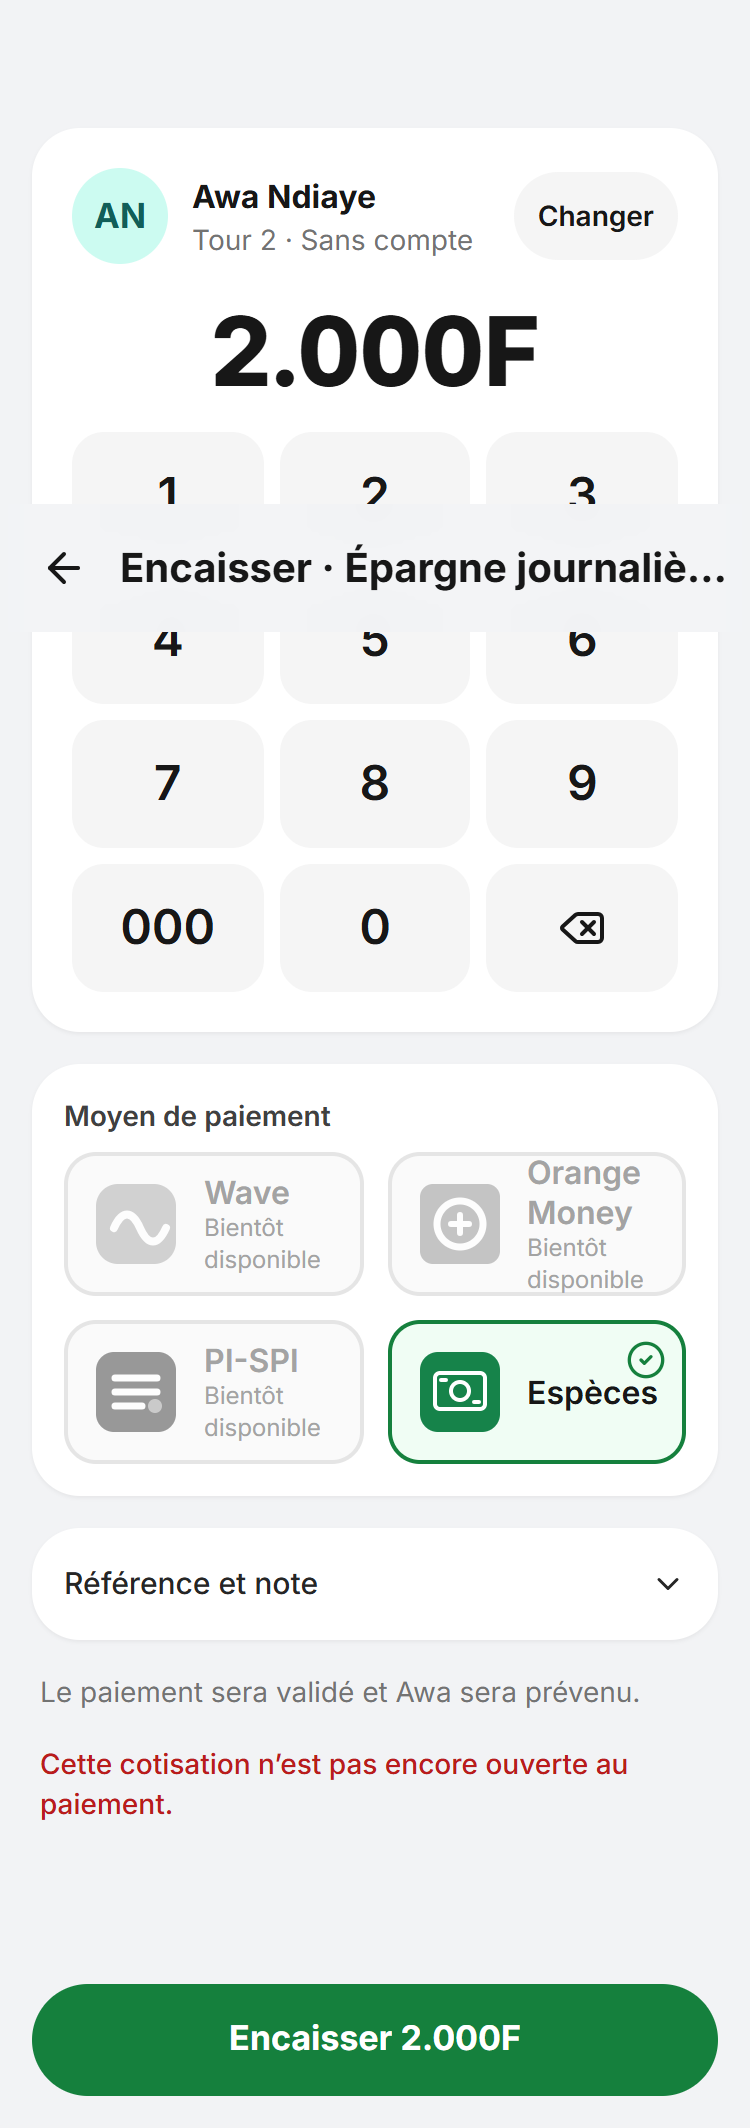 AN
Awa Ndiaye
Tour 2 · Sans compte
Changer
2.000F
1 2 3
Encaisser · Épargne journaliè...
4 5 6
7 8 9
000 0
Moyen de paiement
Wave
Bientôt
disponible
Orange
Money
Bientôt
disponible
PI-SPI
Bientôt
disponible
Espèces
Référence et note
Le paiement sera validé et Awa sera prévenu.
Cette cotisation n’est pas encore ouverte au
paiement.
Encaisser 2.000F